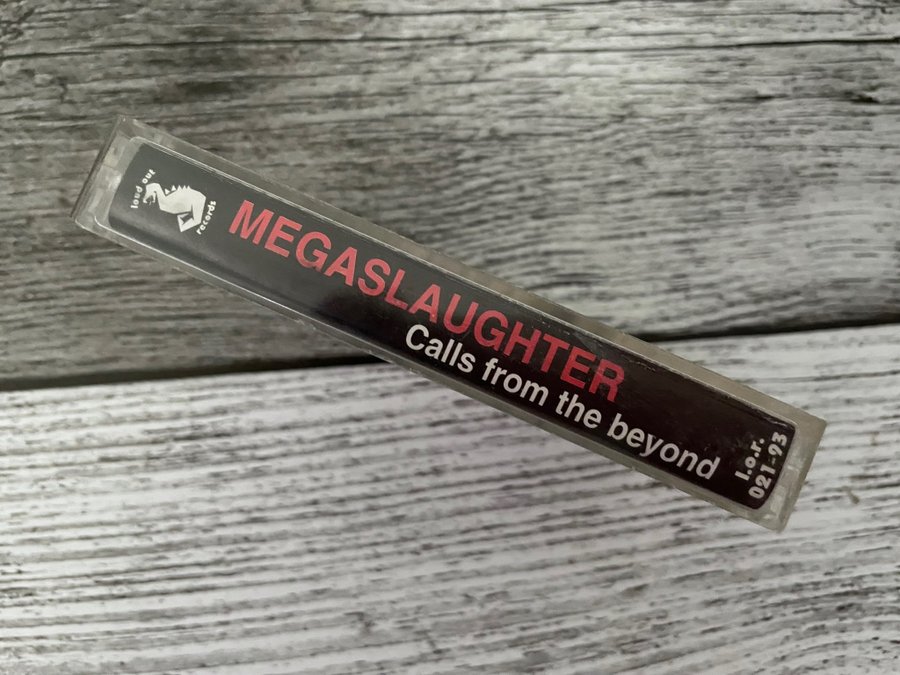 loud out
records
MEGASLAUGHTER
Calls from the beyond
l.o.r.
021-93